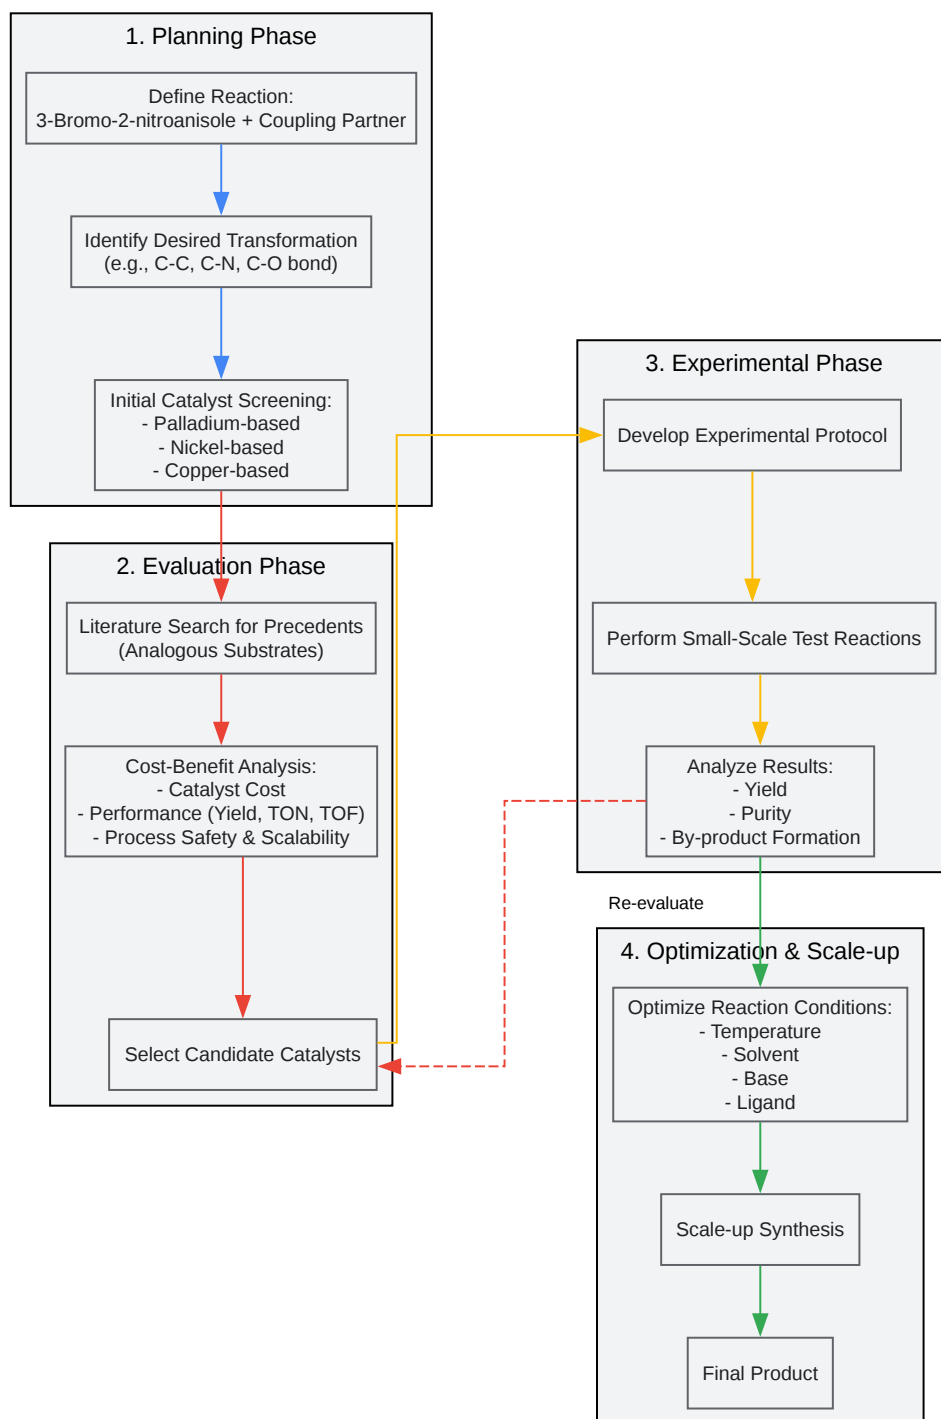 1. Planning Phase
Define Reaction:
3-Bromo-2-nitroanisole + Coupling Partner
Identify Desired Transformation
(e.g., C-C, C-N, C-O bond)
Initial Catalyst Screening:
- Palladium-based
- Nickel-based
- Copper-based
2. Evaluation Phase
Literature Search for Precedents
(Analogous Substrates)
Cost-Benefit Analysis:
- Catalyst Cost
- Performance (Yield, TON, TOF)
- Process Safety & Scalability
Select Candidate Catalysts
3. Experimental Phase
Develop Experimental Protocol
Perform Small-Scale Test Reactions
Analyze Results:
- Yield
- Purity
- By-product Formation
Re-evaluate
4. Optimization & Scale-up
Optimize Reaction Conditions:
- Temperature
- Solvent
- Base
- Ligand
Scale-up Synthesis
Final Product